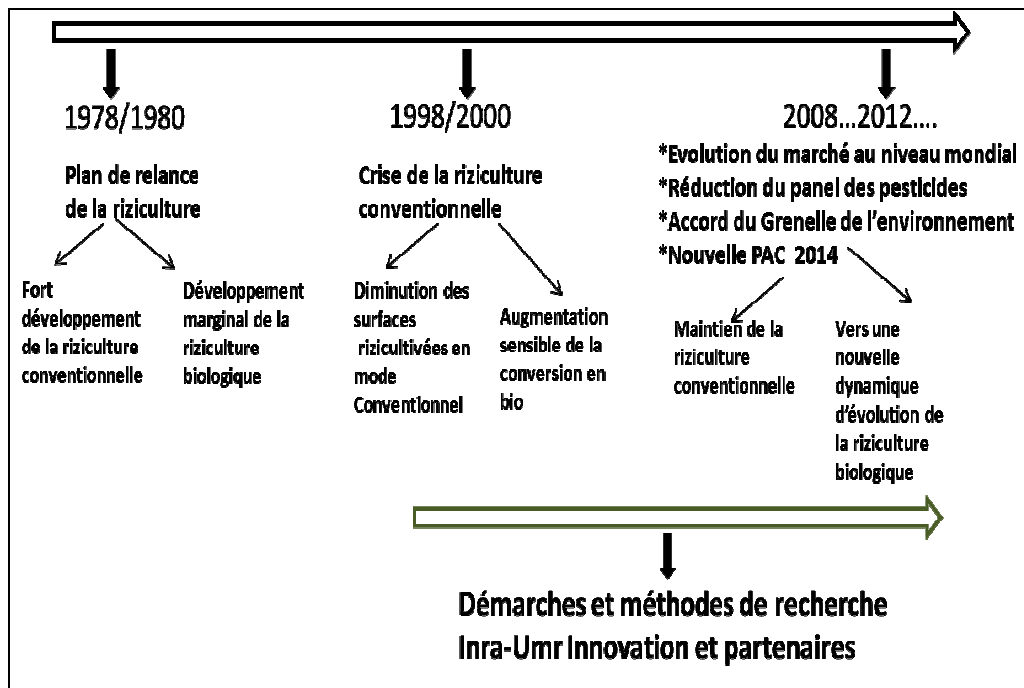 1978/1980
Plan de relance
de la riziculture
Fort
développement
de la riziculture
conventionnelle
Développement
marginal de la
riziculture
biologique
1998/2000
Crise de la riziculture
conventionnelle
Diminution des
surfaces
rizicultivées en
mode
Conventionnel
Augmentation
sensible de la
conversion en
bio
2008...2012....
*Evolution du marché au niveau mondial
*Réduction du panel des pesticides
*Accord du Grenelle de l'environnement
*Nouvelle PAC 2014
Maintien de la
riziculture
conventionnelle
Vers une
nouvelle
dynamique
d'évolution de
la riziculture
biologique
Démarches et méthodes de recherche
Inra-Umr Innovation et partenaires